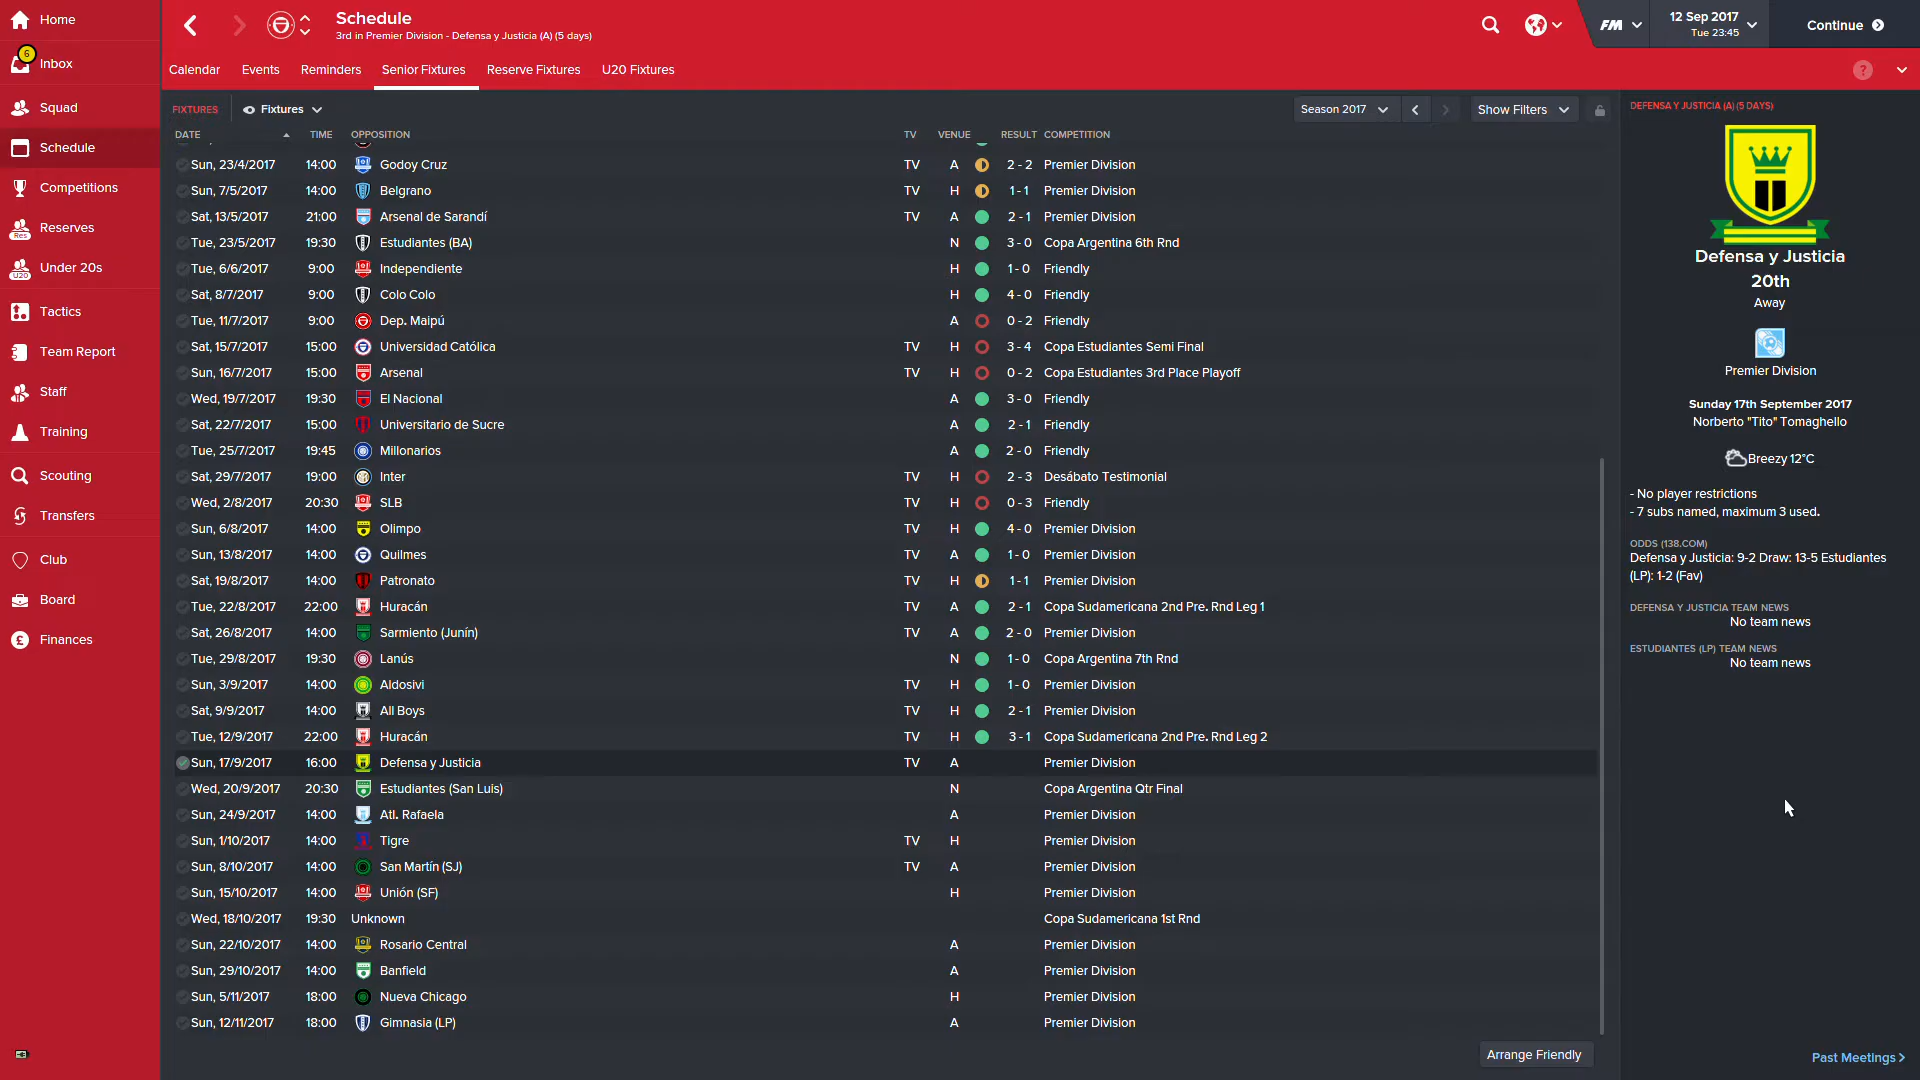 Home
6
Inbox
Squad
Schedule
Competitions
Reserves
Res
Under 20s
U20
Tactics
Team Report
Staff
Training
Scouting
Transfers
Club
Board
£
Finances
Schedule
3rd in Premier Division - Defensa y Justicia (A) (5 days)
FM
12 Sep 2017
Tue 23:45
Continue
Calendar Events Reminders Senior Fixtures Reserve Fixtures U20 Fixtures
?
FIXTURES Fixtures Season 2017 Show Filters
DATE TIME OPPOSITION TV VENUE RESULT COMPETITION
Sun, 23/4/2017 14:00 Godoy Cruz TV A 2 - 2 Premier Division
Sun, 7/5/2017 14:00 Belgrano TV H 1 - 1 Premier Division
Sat, 13/5/2017 21:00 Arsenal de Sarandí TV A 2 - 1 Premier Division
Tue, 23/5/2017 19:30 Estudiantes (BA) N 3 - 0 Copa Argentina 6th Rnd
Tue, 6/6/2017 9:00 Independiente H 1 - 0 Friendly
Sat, 8/7/2017 9:00 Colo Colo H 4 - 0 Friendly
Tue, 11/7/2017 9:00 Dep. Maipú A 0 - 2 Friendly
Sat, 15/7/2017 15:00 Universidad Católica TV H 3 - 4 Copa Estudiantes Semi Final
Sun, 16/7/2017 15:00 Arsenal TV H 0 - 2 Copa Estudiantes 3rd Place Playoff
Wed, 19/7/2017 19:30 El Nacional A 3 - 0 Friendly
Sat, 22/7/2017 15:00 Universitario de Sucre A 2 - 1 Friendly
Tue, 25/7/2017 19:45 Millonarios A 2 - 0 Friendly
Sat, 29/7/2017 19:00 Inter TV H 2 - 3 Desábato Testimonial
Wed, 2/8/2017 20:30 SLB TV H 0 - 3 Friendly
Sun, 6/8/2017 14:00 Olimpo TV H 4 - 0 Premier Division
Sun, 13/8/2017 14:00 Quilmes TV A 1 - 0 Premier Division
Sat, 19/8/2017 14:00 Patronato TV H 1 - 1 Premier Division
Tue, 22/8/2017 22:00 Huracán TV A 2 - 1 Copa Sudamericana 2nd Pre. Rnd Leg 1
Sat, 26/8/2017 14:00 Sarmiento (Junín) TV A 2 - 0 Premier Division
Tue, 29/8/2017 19:30 Lanús N 1 - 0 Copa Argentina 7th Rnd
Sun, 3/9/2017 14:00 Aldosivi TV H 1 - 0 Premier Division
Sat, 9/9/2017 14:00 All Boys TV H 2 - 1 Premier Division
Tue, 12/9/2017 22:00 Huracán TV H 3 - 1 Copa Sudamericana 2nd Pre. Rnd Leg 2
Sun, 17/9/2017 16:00 Defensa y Justicia TV A Premier Division
Wed, 20/9/2017 20:30 Estudiantes (San Luis) N Copa Argentina Qtr Final
Sun, 24/9/2017 14:00 Atl. Rafaela A Premier Division
Sun, 1/10/2017 14:00 Tigre TV H Premier Division
Sun, 8/10/2017 14:00 San Martín (SJ) TV A Premier Division
Sun, 15/10/2017 14:00 Unión (SF) H Premier Division
Wed, 18/10/2017 19:30 Unknown Copa Sudamericana 1st Rnd
Sun, 22/10/2017 14:00 Rosario Central A Premier Division
Sun, 29/10/2017 14:00 Banfield A Premier Division
Sun, 5/11/2017 18:00 Nueva Chicago H Premier Division
Sun, 12/11/2017 18:00 Gimnasia (LP) A Premier Division
Arrange Friendly
DEFENSA Y JUSTICIA (A) (5 DAYS)
Defensa y Justicia
20th
Away
Premier Division
Sunday 17th September 2017
Norberto "Tito" Tomaghello
Breezy 12°C
- No player restrictions
- 7 subs named, maximum 3 used.
ODDS (138.COM)
Defensa y Justicia: 9-2 Draw: 13-5 Estudiantes
(LP): 1-2 (Fav)
DEFENSA Y JUSTICIA TEAM NEWS
No team news
ESTUDIANTES (LP) TEAM NEWS
No team news
Past Meetings